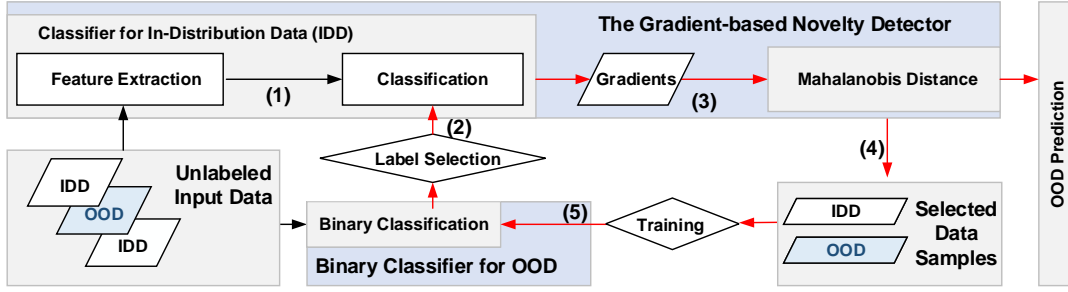 The Gradient-based Novelty Detector
Classifier for In-Distribution Data (IDD)
Feature Extraction
(1)
Classification
Gradients
(3)
Mahalanobis Distance
OOD Prediction
(2)
Label Selection
(4)
Unlabeled
Input Data
IDD
OOD
IDD
Binary Classification
(5)
Training
Binary Classifier for OOD
IDD
OOD
Selected
Data
Samples